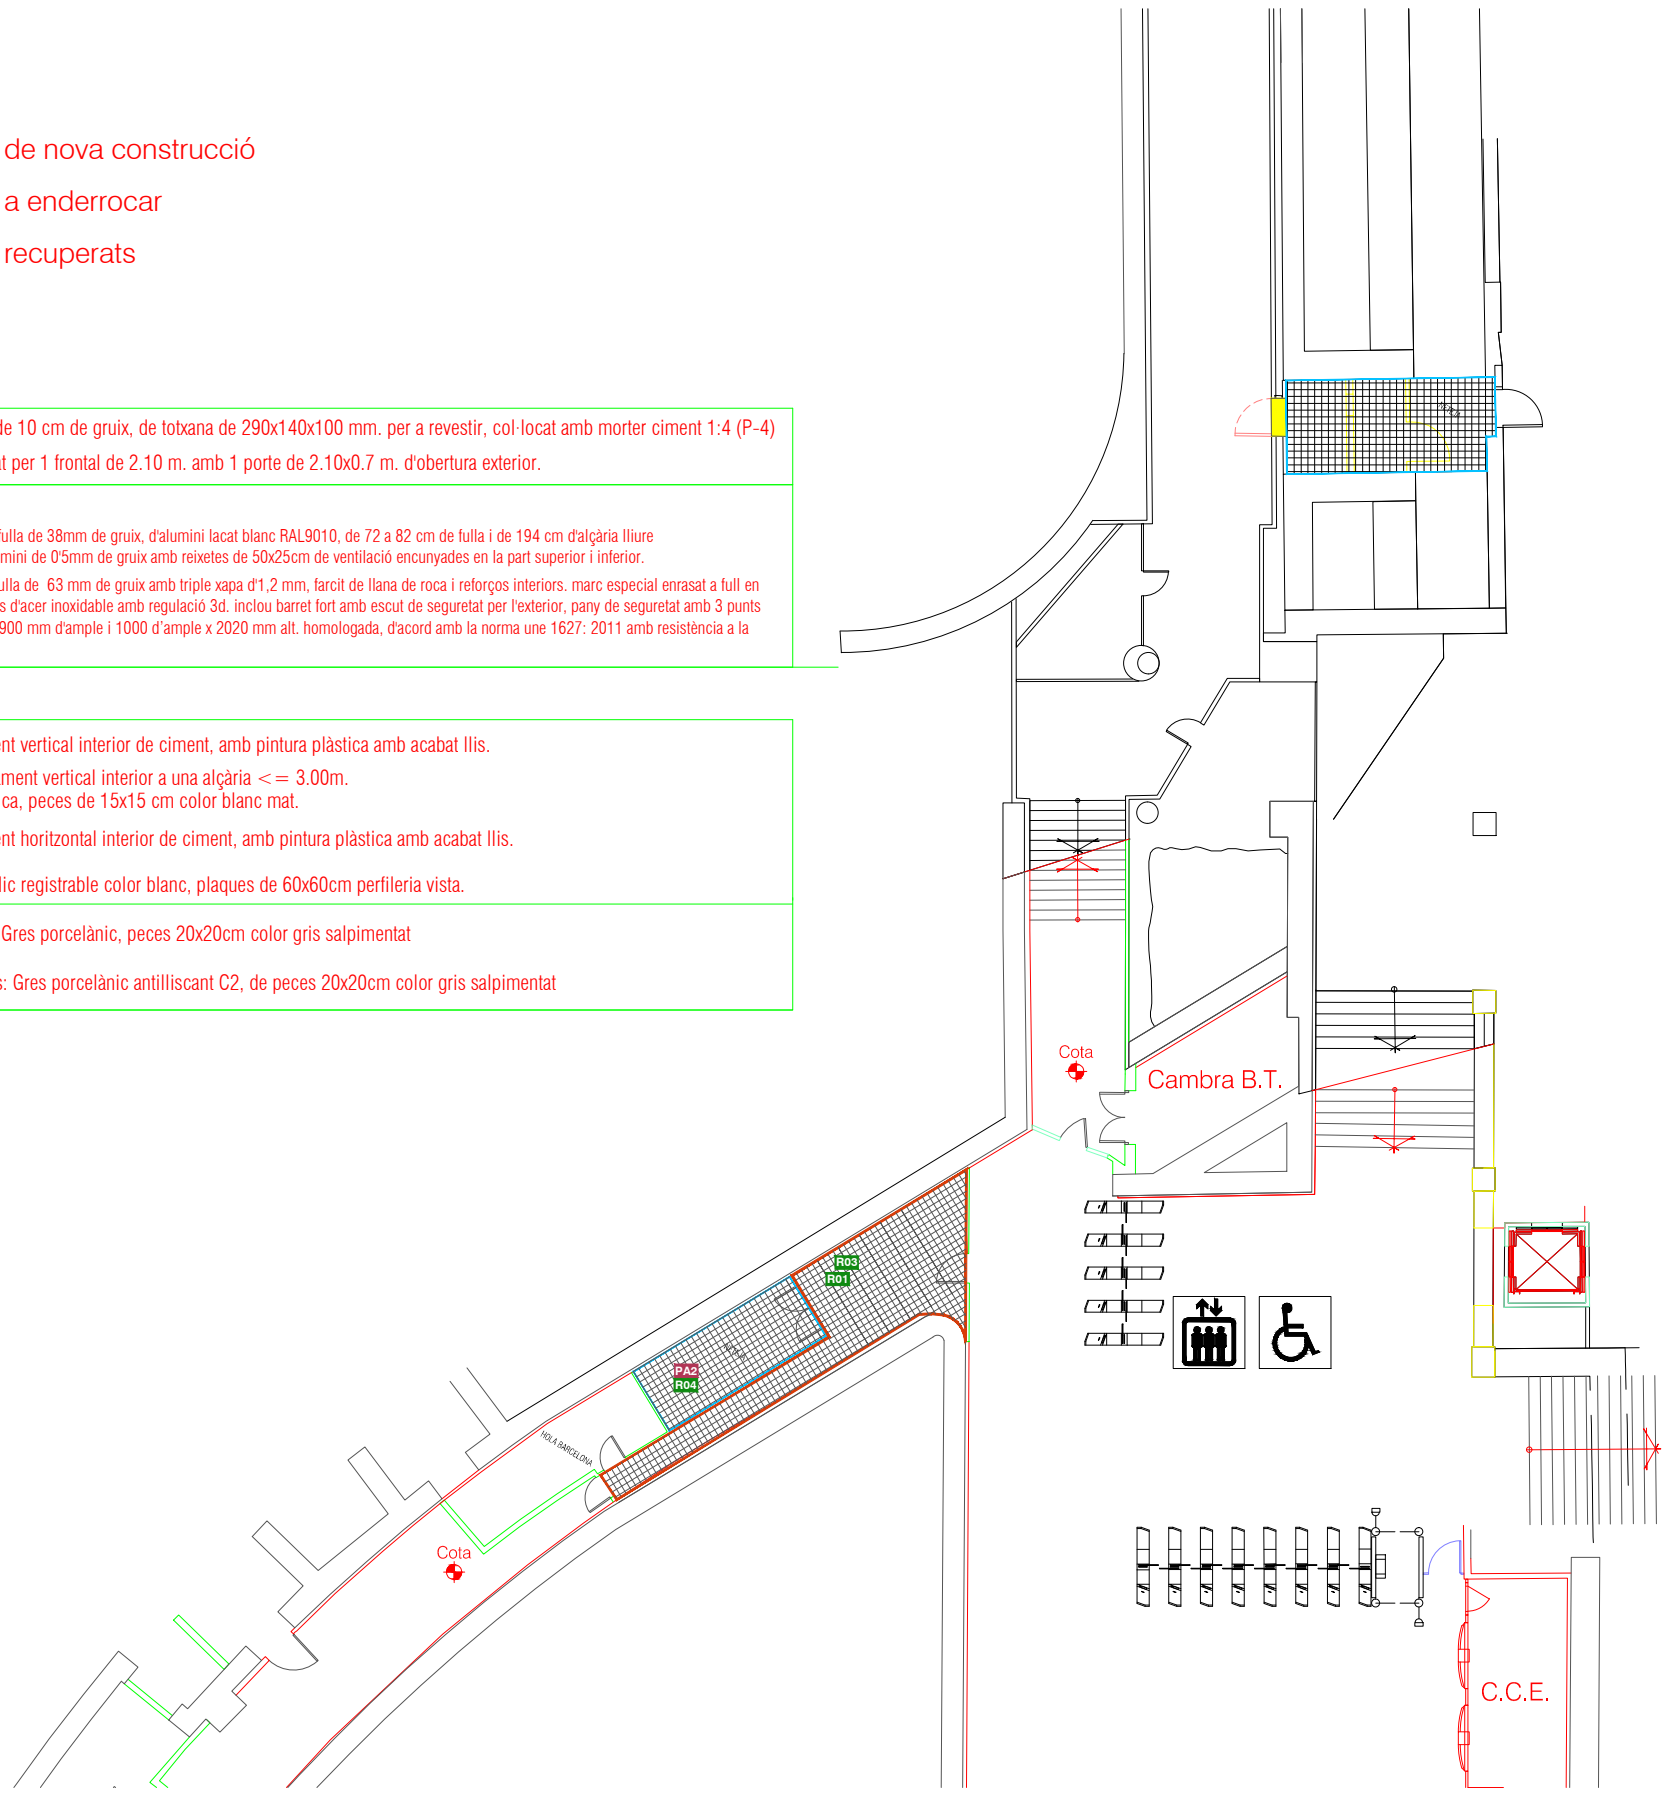 de nova construcció
a enderrocar
recuperats
de 10 cm de gruix, de totxana de 290x140x100 mm. per a revestir, col·locat amb morter ciment 1:4 (P-4)
at per 1 frontal de 2.10 m. amb 1 porte de 2.10x0.7 m. d'obertura exterior.
fulla de 38mm de gruix, d'alumini lacat blanc RAL9010, de 72 a 82 cm de fulla i de 194 cm d'alçària lliure
mini de 0'5mm de gruix amb reixetes de 50x25cm de ventilació encunyades en la part superior i inferior.
ulla de 63 mm de gruix amb triple xapa d'1,2 mm, farcit de llana de roca i reforços interiors. marc especial enrasat a full en
s d'acer inoxidable amb regulació 3d. inclou barret fort amb escut de seguretat per l'exterior, pany de seguretat amb 3 punts
900 mm d'ample i 1000 d'ample x 2020 mm alt. homologada, d'acord amb la norma une 1627: 2011 amb resistència a la
nt vertical interior de ciment, amb pintura plàstica amb acabat llis.
ament vertical interior a una alçària <= 3.00m.
ca, peces de 15x15 cm color blanc mat.
nt horitzontal interior de ciment, amb pintura plàstica amb acabat llis.
lic registrable color blanc, plaques de 60x60cm perfileria vista.
Gres porcelànic, peces 20x20cm color gris salpimentat
s: Gres porcelànic antilliscant C2, de peces 20x20cm color gris salpimentat
NETEJA
Cota
Cambra B.T.
R03
R01
NETEJA
PA2
R04
HOLA BARCELONA
Cota
C.C.E.